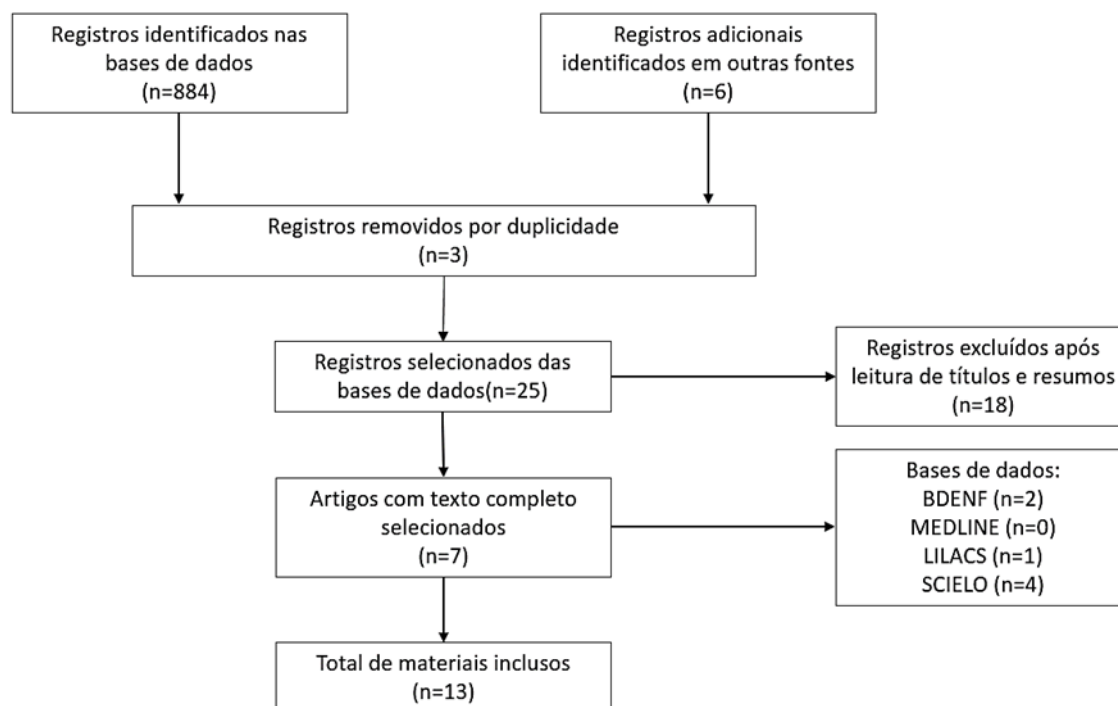 Registros identificados nas
bases de dados
(n=884)
Registros adicionais
identificados em outras fontes
(n=6)
Registros removidos por duplicidade
(n=3)
Registros selecionados das
bases de dados(n=25)
Registros excluídos após
leitura de títulos e resumos
(n=18)
Artigos com texto completo
selecionados
(n=7)
Bases de dados:
BDENF (n=2)
MEDLINE (n=0)
LILACS (n=1)
SCIELO (n=4)
Total de materiais inclusos
(n=13)